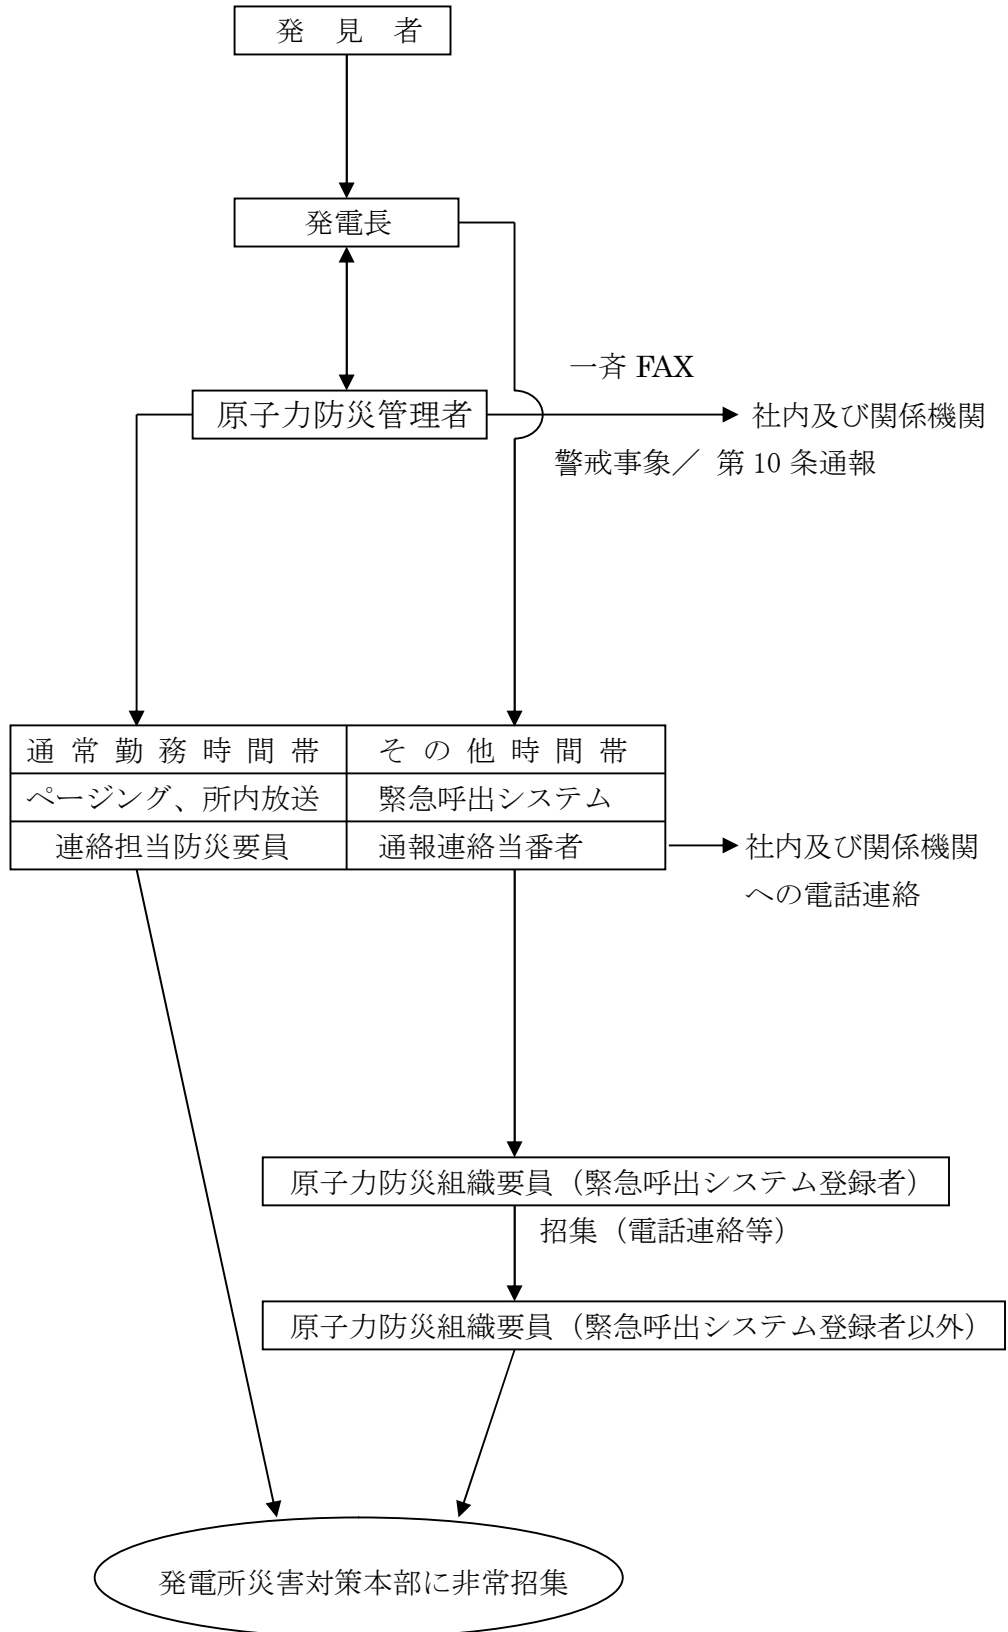 発 見 者
発電長
一斉 FAX
原子力防災管理者
社内及び関係機関
警戒事象／ 第 10 条通報
通 常 勤 務 時 間 帯
そ の 他 時 間 帯
ページング、所内放送
緊急呼出システム
連絡担当防災要員
通報連絡当番者
社内及び関係機関
への電話連絡
原子力防災組織要員（緊急呼出システム登録者）
招集（電話連絡等）
原子力防災組織要員（緊急呼出システム登録者以外）
発電所災害対策本部に非常招集